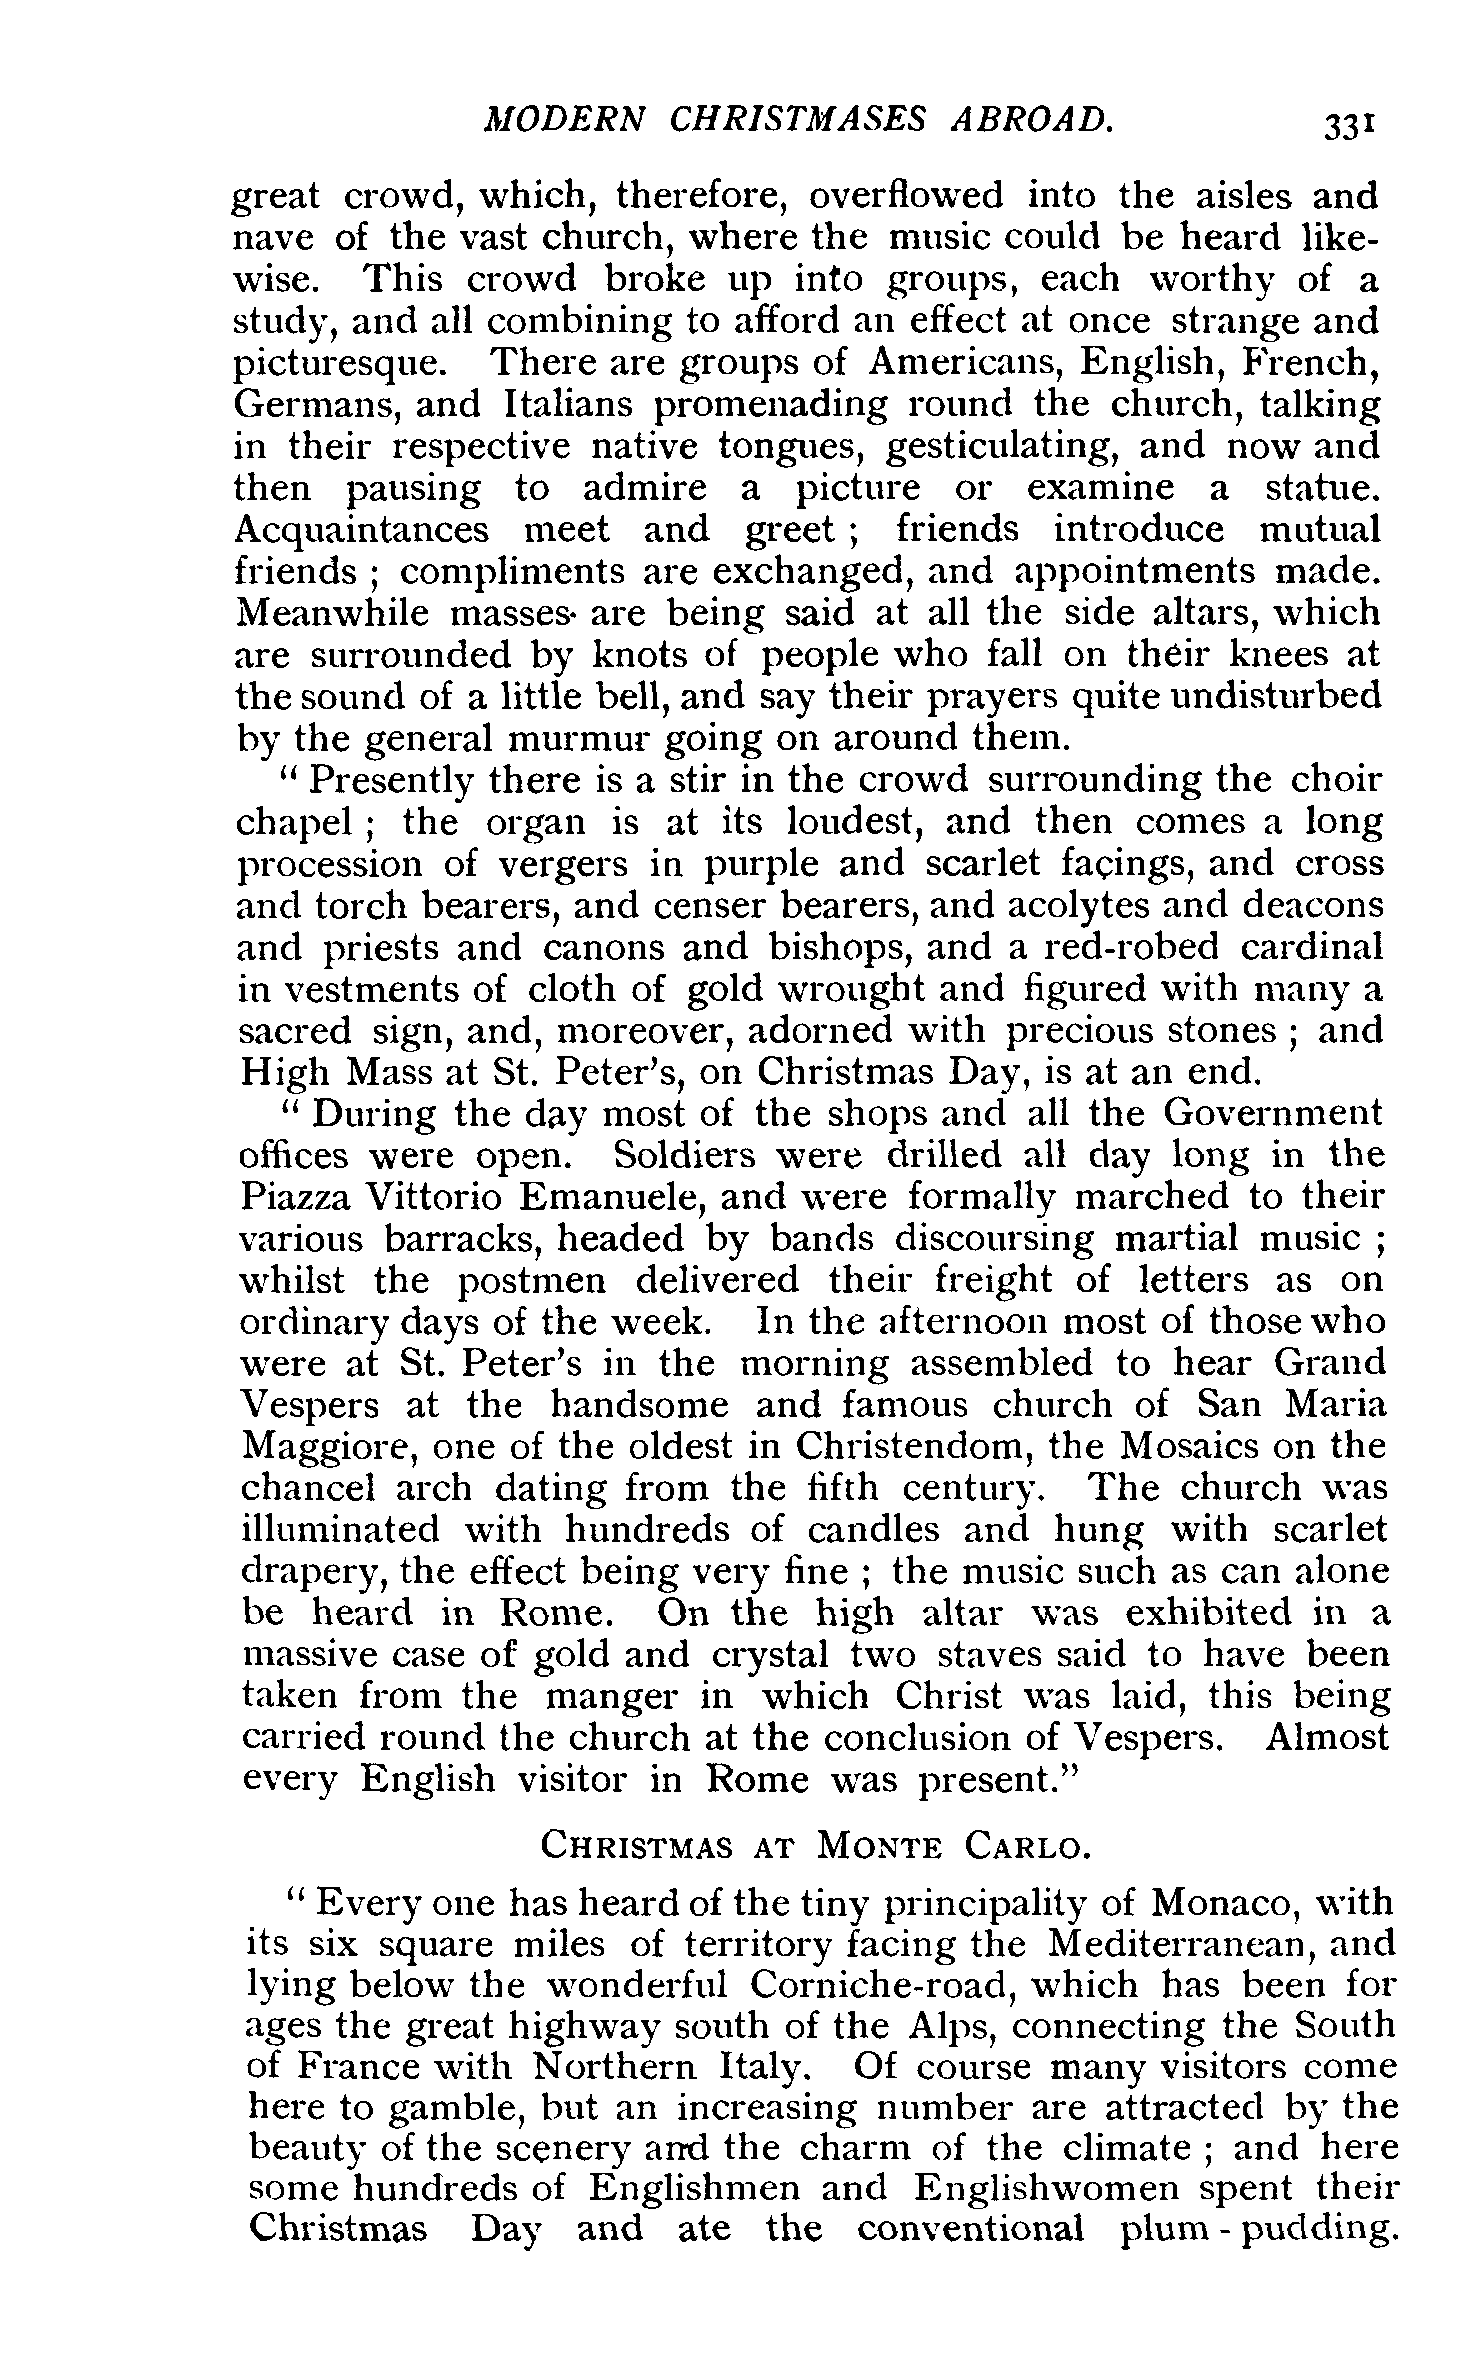 MODERN CHRISTMASES ABROAD. 331
great crowd, which, therefore, overflowed into the aisles and
nave of the vast church, where the music could be heard like-
wise. This crowd broke up into groups, each worthy of a
study, and all combining to afford an effect at once strange and
picturesque. There are groups of Americans, English, French,
Germans, and Italians promenading round the church, talking
in their respective native tongues, gesticulating, and now and
then pausing to admire a picture or examine a statue.
Acquaintances meet and greet ; friends introduce mutual
friends ; compliments are exchanged, and appointments made.
Meanwhile masses are being said at all the side altars, which
are surrounded by knots of people who fall on their knees at
the sound of a little bell, and say their prayers quite undisturbed
by the general murmur going on around them.
“ Presently there is a stir in the crowd surrounding the choir
chapel ; the organ is at its loudest, and then comes a long
procession of vergers in purple and scarlet façings, and cross
and torch bearers, and censer bearers, and acolytes and deacons
and priests and canons and bishops, and a red-robed cardinal
in vestments of cloth of gold wrought and figured with many a
sacred sign, and, moreover, adorned with precious stones ; and
High Mass at St. Peter’s, on Christmas Day, is at an end.
“ During the day most of the shops and all the Government
offices were open. Soldiers were drilled all day long in the
Piazza Vittorio Emanuele, and were formally marched to their
various barracks, headed by bands discoursing martial music ;
whilst the postmen delivered their freight of letters as on
ordinary days of the week. In the afternoon most of those who
were at St. Peter’s in the morning assembled to hear Grand
Vespers at the handsome and famous church of San Maria
Maggiore, one of the oldest in Christendom, the Mosaics on the
chancel arch dating from the fifth century. The church was
illuminated with hundreds of candles and hung with scarlet
drapery, the effect being very fine ; the music such as can alone
be heard in Rome. On the high altar was exhibited in a
massive case of gold and crystal two staves said to have been
taken from the manger in which Christ was laid, this being
carried round the church at the conclusion of Vespers. Almost
every English visitor in Rome was present.”
CHRISTMAS AT MONTE CARLO.
“ Every one has heard of the tiny principality of Monaco, with
its six square miles of territory facing the Mediterranean, and
lying below the wonderful Corniche-road, which has been for
ages the great highway south of the Alps, connecting the South
of France with Northern Italy. Of course many visitors come
here to gamble, but an increasing number are attracted by the
beauty of the scenery and the charm of the climate ; and here
some hundreds of Englishmen and Englishwomen spent their
Christmas Day and ate the conventional plum - pudding.